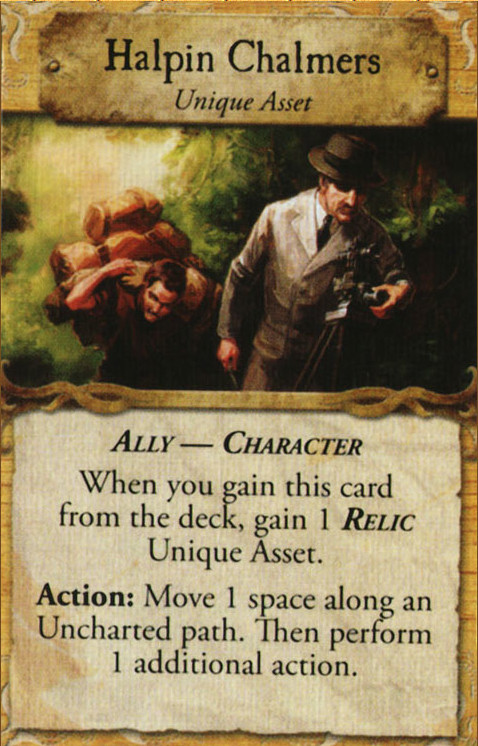 Halpin Chalmers
Unique Asset
ALLY — CHARACTER
When you gain this card
from the deck, gain 1 RELIC
Unique Asset.
Action: Move 1 space along an
Uncharted path. Then perform
1 additional action.